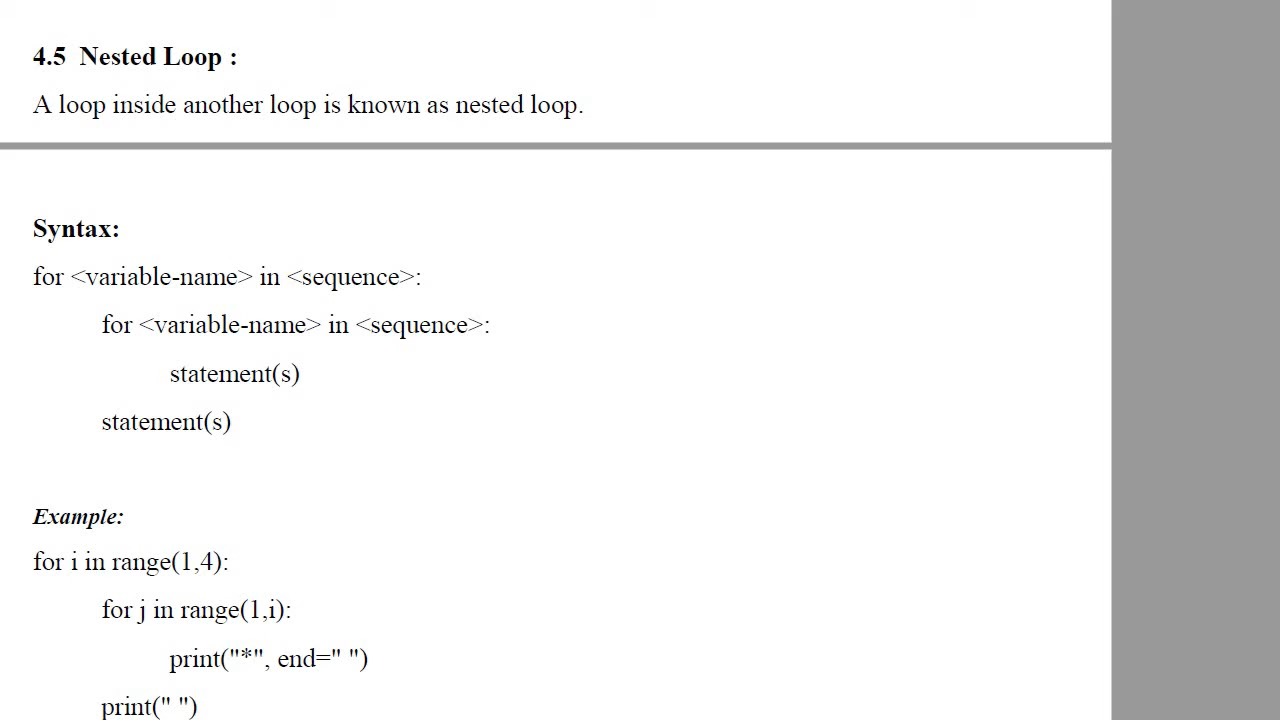 4.5 Nested Loop :
A loop inside another loop is known as nested loop.
Syntax:
for <variable-name> in <sequence>:
for <variable-name> in <sequence>:
statement(s)
statement(s)
Example:
for i in range(1,4):
for j in range(1,i):
print("*", end=" ")
print(" ")